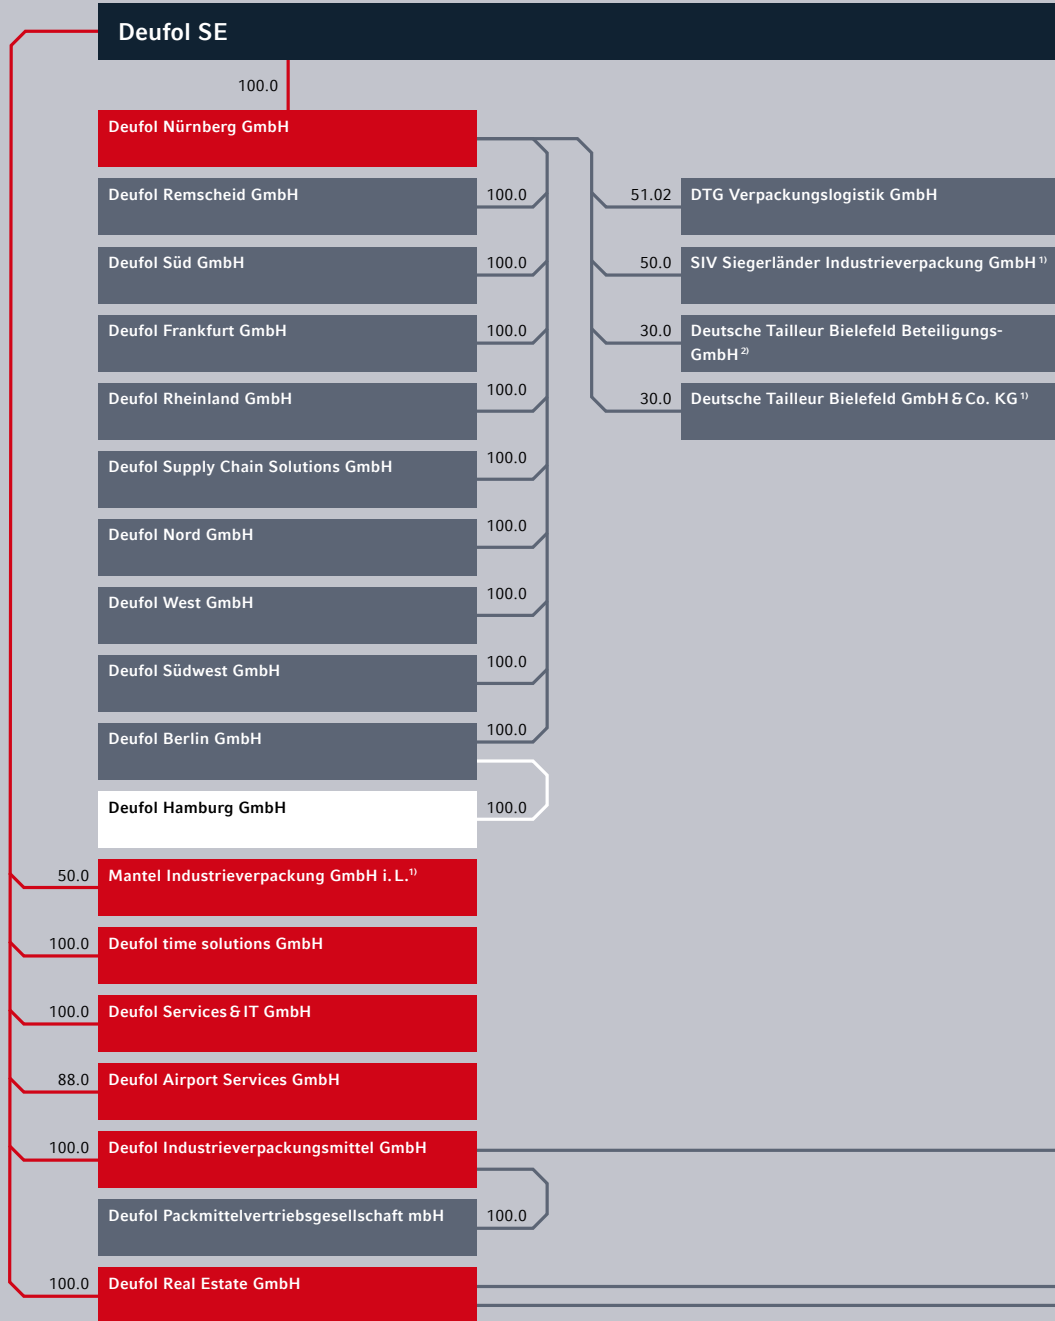 Deufol SE
100.0
Deufol Nürnberg GmbH
Deufol Remscheid GmbH 100.0 51.02 DTG Verpackungslogistik GmbH
Deufol Süd GmbH 100.0 50.0 SIV Siegerländer Industrieverpackung GmbH 1)
Deufol Frankfurt GmbH 100.0 30.0 Deutsche Tailleur Bielefeld Beteiligungs-
GmbH 2)
Deufol Rheinland GmbH 100.0 30.0 Deutsche Tailleur Bielefeld GmbH & Co. KG 1)
Deufol Supply Chain Solutions GmbH 100.0
Deufol Nord GmbH 100.0
Deufol West GmbH 100.0
Deufol Südwest GmbH 100.0
Deufol Berlin GmbH 100.0
Deufol Hamburg GmbH 100.0
50.0 Mantel Industrieverpackung GmbH i. L. 1)
100.0 Deufol time solutions GmbH
100.0 Deufol Services & IT GmbH
88.0 Deufol Airport Services GmbH
100.0 Deufol Industrieverpackungsmittel GmbH
Deufol Packmittelvertriebsgesellschaft mbH 100.0
100.0 Deufol Real Estate GmbH